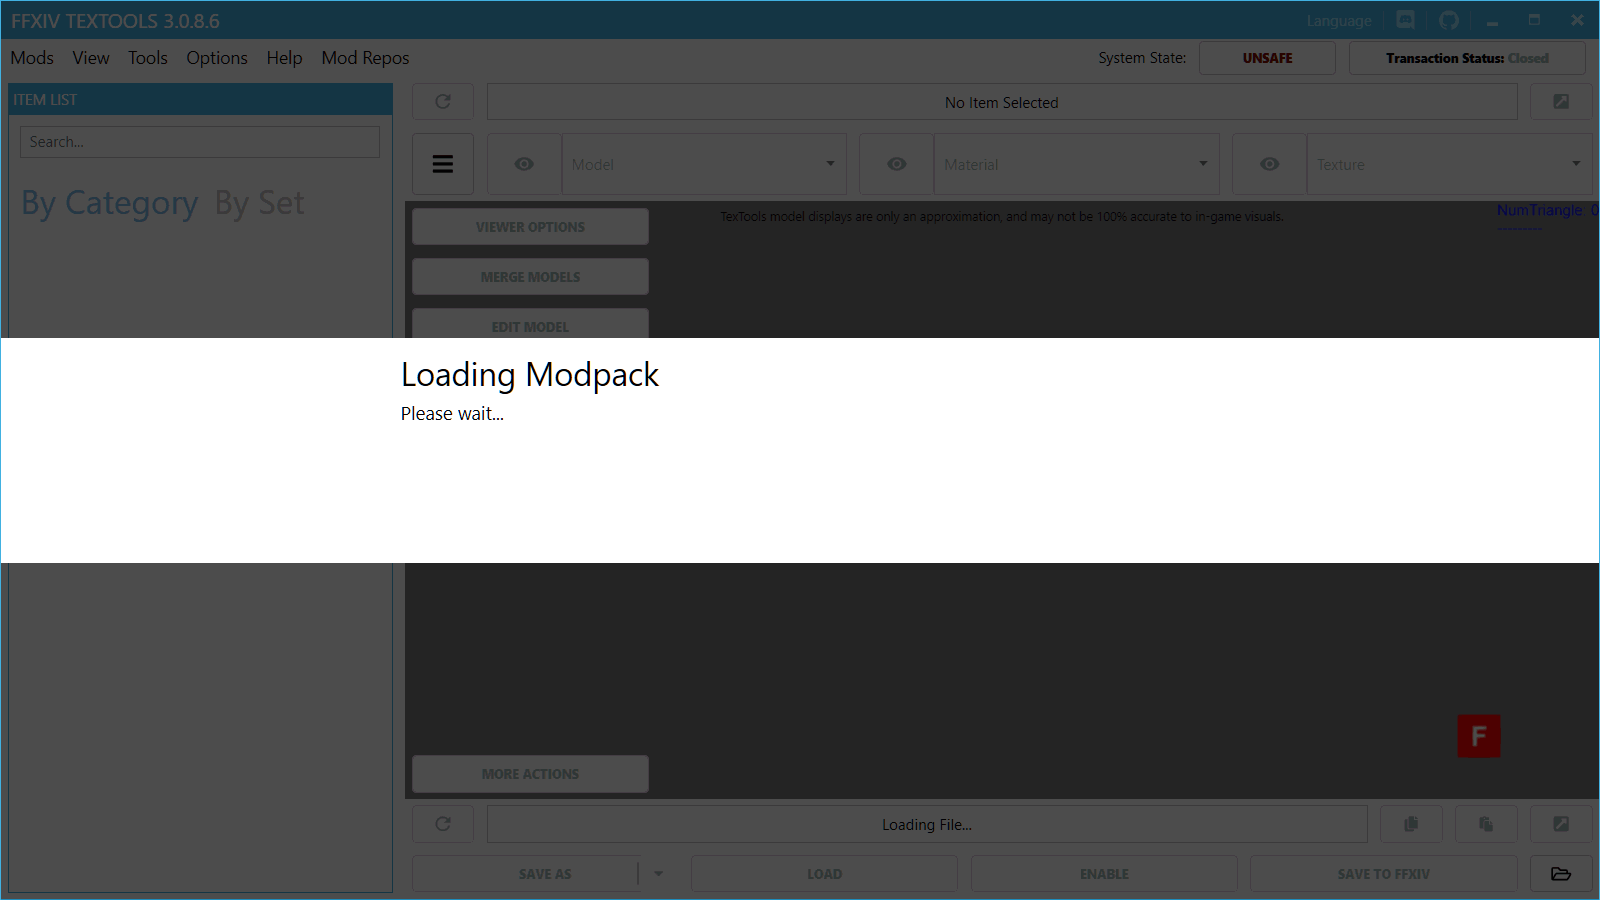 FFXIV TEXTOOLS 3.0.8.6
Language
Mods View Tools Options Help Mod Repos
System State: UNSAFE Transaction Status: Closed
ITEM LIST
No Item Selected
Search...
Model Material Texture
By Category By Set
VIEWER OPTIONS
TexTools model displays are only an approximation, and may not be 100% accurate to in-game visuals.
NumTriangle: 0
---------
MERGE MODELS
EDIT MODEL
Loading Modpack
Please wait...
F
MORE ACTIONS
Loading File...
SAVE AS LOAD ENABLE SAVE TO FFXIV